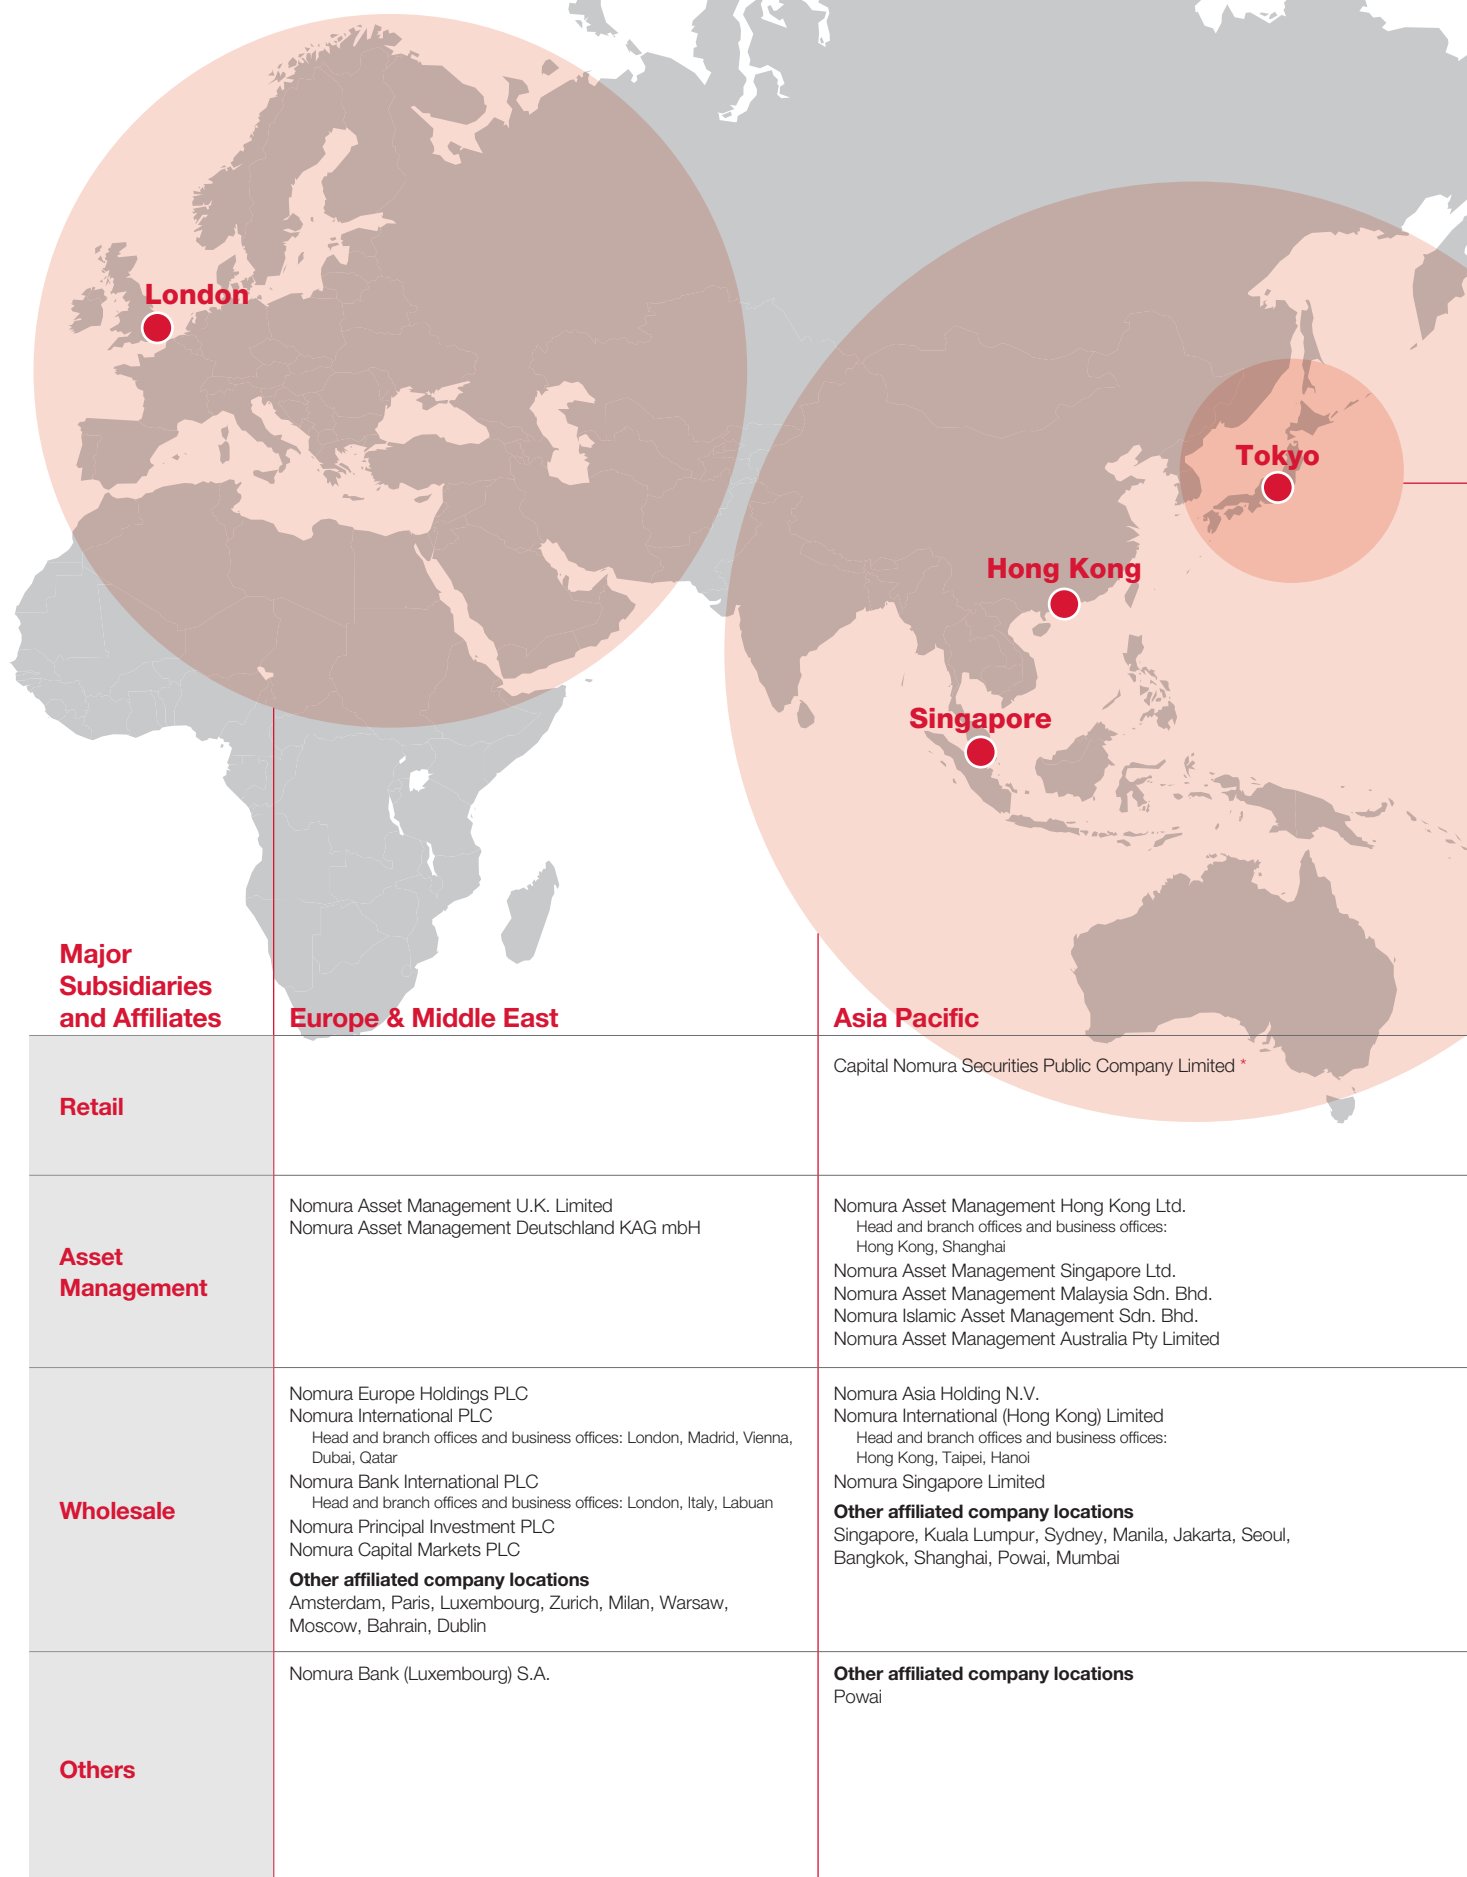 London
Tokyo
Hong Kong
Singapore
Major
Subsidiaries
and Affiliates
Europe & Middle East
Asia Pacific
Retail
Capital Nomura Securities Public Company Limited *
Asset
Management
Nomura Asset Management U.K. Limited
Nomura Asset Management Deutschland KAG mbH
Nomura Asset Management Hong Kong Ltd.
Head and branch offices and business offices:
Hong Kong, Shanghai
Nomura Asset Management Singapore Ltd.
Nomura Asset Management Malaysia Sdn. Bhd.
Nomura Islamic Asset Management Sdn. Bhd.
Nomura Asset Management Australia Pty Limited
Wholesale
Nomura Europe Holdings PLC
Nomura International PLC
Head and branch offices and business offices: London, Madrid, Vienna,
Dubai, Qatar
Nomura Bank International PLC
Head and branch offices and business offices: London, Italy, Labuan
Nomura Principal Investment PLC
Nomura Capital Markets PLC
Other affiliated company locations
Amsterdam, Paris, Luxembourg, Zurich, Milan, Warsaw,
Moscow, Bahrain, Dublin
Nomura Asia Holding N.V.
Nomura International (Hong Kong) Limited
Head and branch offices and business offices:
Hong Kong, Taipei, Hanoi
Nomura Singapore Limited
Other affiliated company locations
Singapore, Kuala Lumpur, Sydney, Manila, Jakarta, Seoul,
Bangkok, Shanghai, Powai, Mumbai
Others
Nomura Bank (Luxembourg) S.A.
Other affiliated company locations
Powai